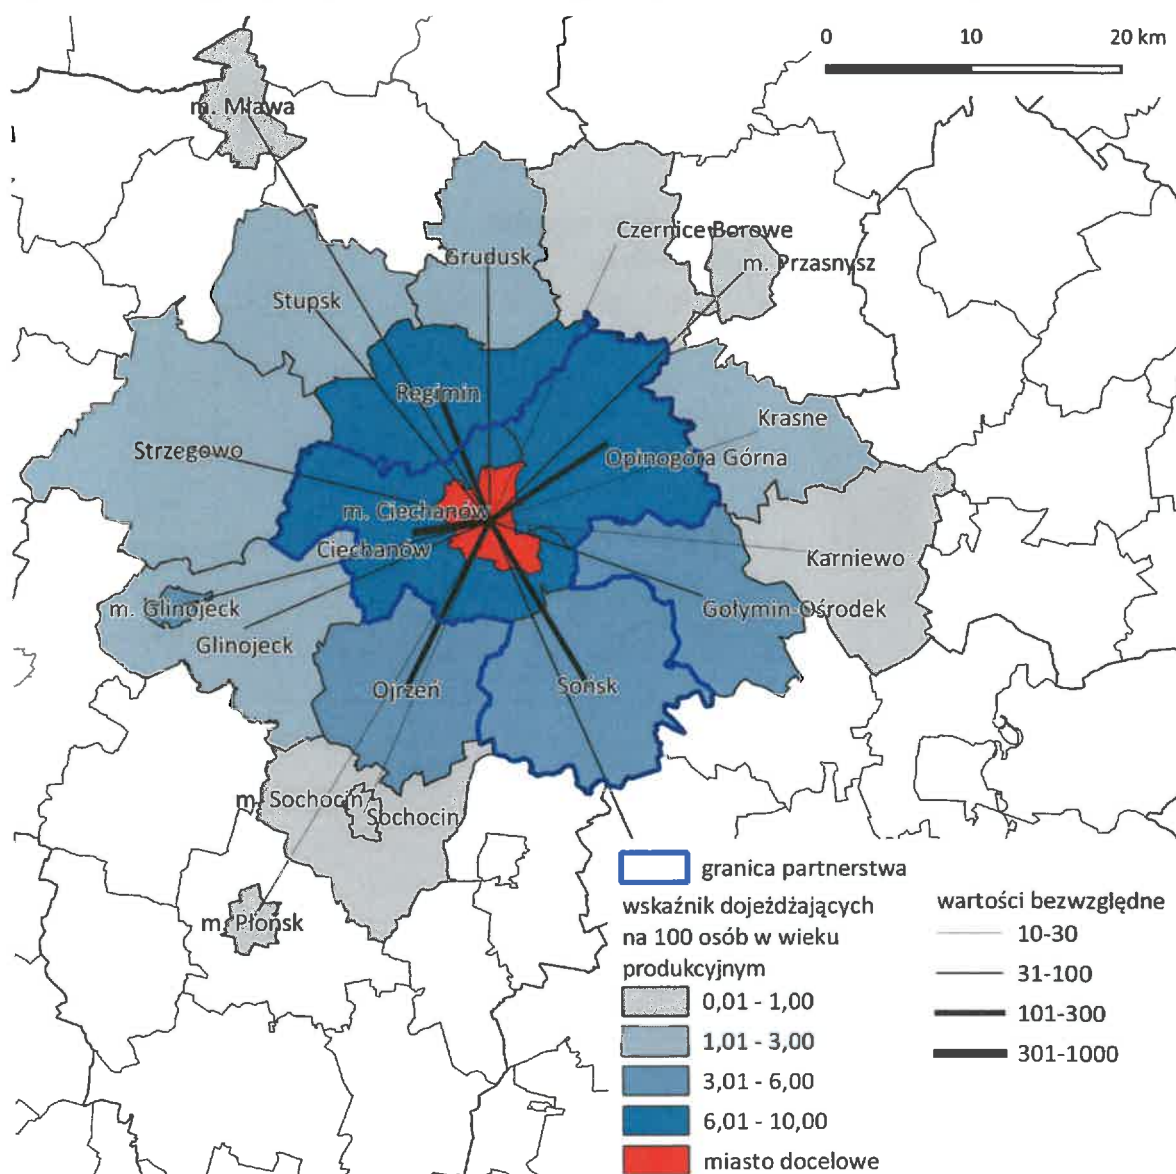 0 10 20 km
m. Mława
Czernice Borowe
Grudusk
m. Przasnysz
Stupsk
Regimin
Krasne
Strzegowo
Opinogóra Górna
m. Ciechanów
Ciechanów
Karniewo
m. Glinojeck
Gołymin-Ośrodek
Glinojeck
Ojrzeń
Sońsk
m. Sochocin
Sochocin
m. Płońsk
granica partnerstwa
wskaźnik dojeżdżających
na 100 osób w wieku
produkcyjnym
0,01 - 1,00
1,01 - 3,00
3,01 - 6,00
6,01 - 10,00
miasto docelowe
wartości bezwzględne
10-30
31-100
101-300
301-1000